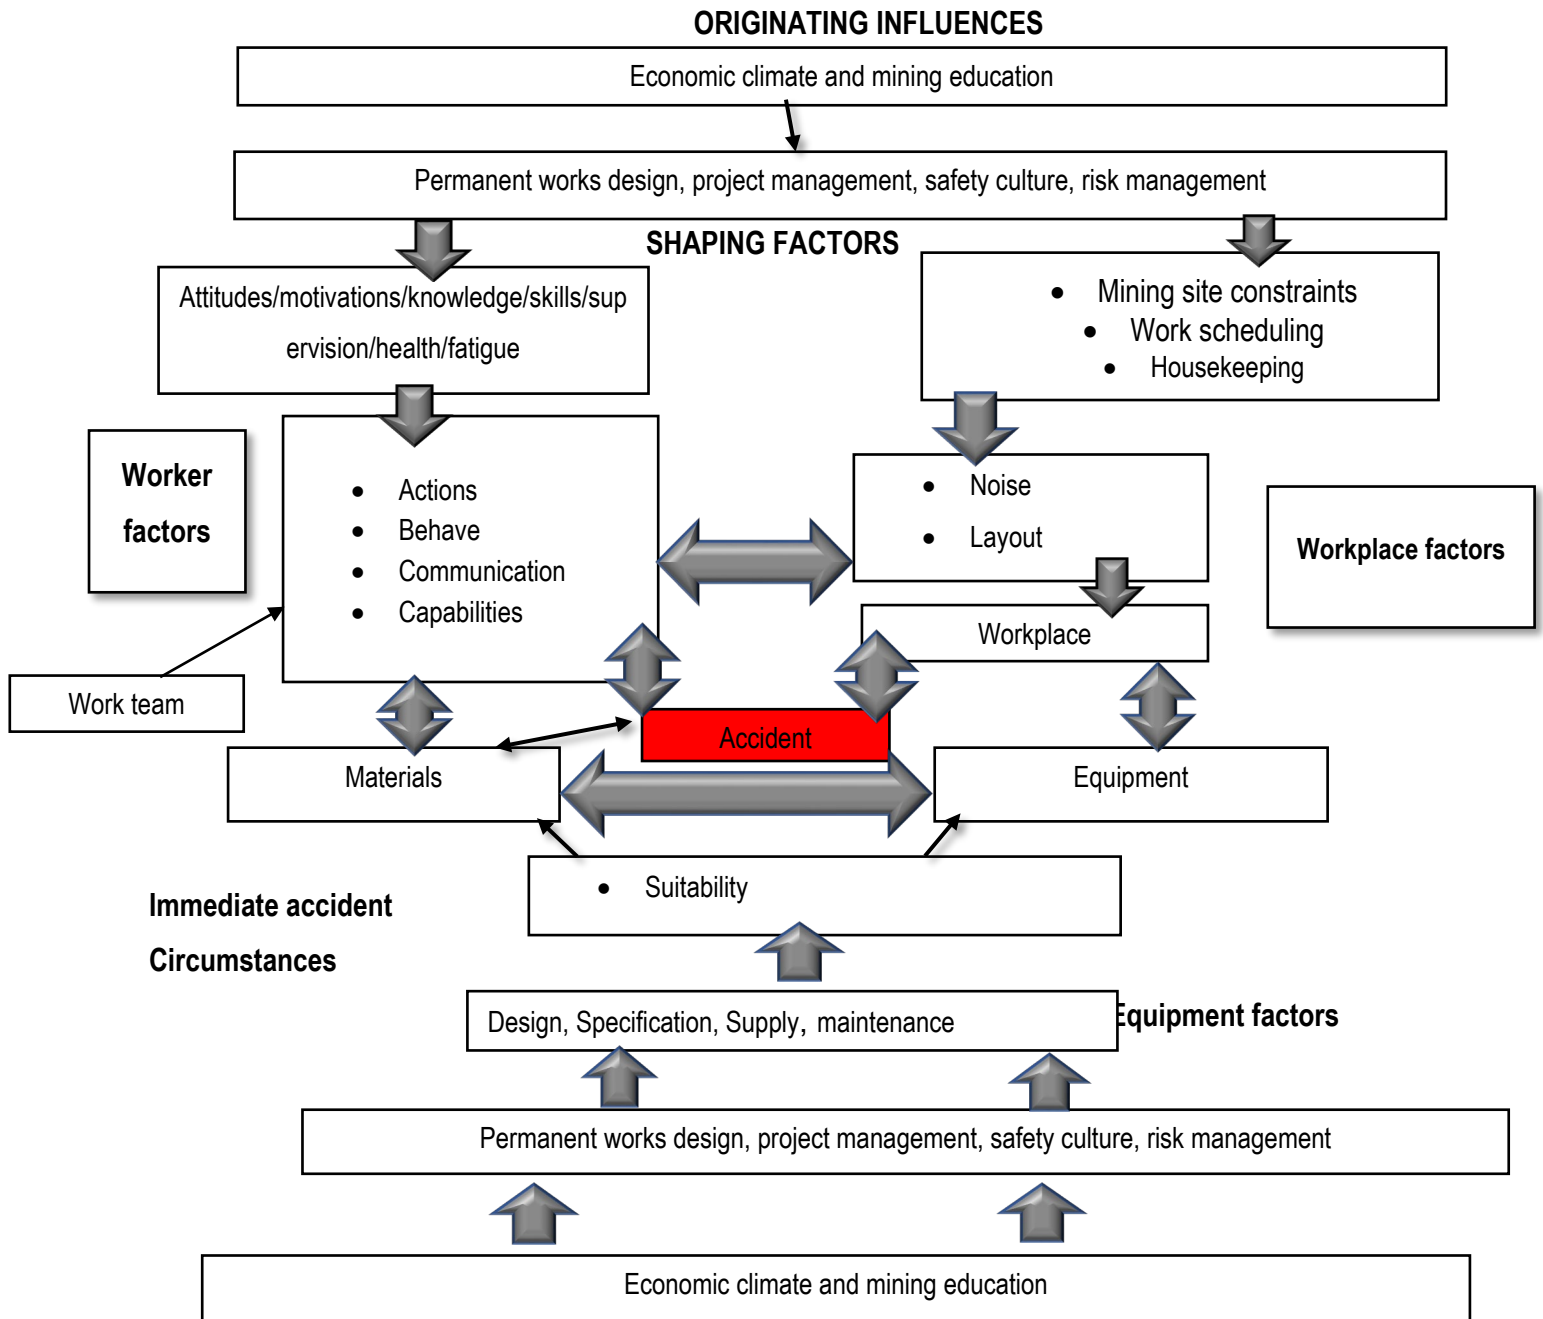 ORIGINATING INFLUENCES
Economic climate and mining education
Permanent works design, project management, safety culture, risk management
SHAPING FACTORS
Attitudes/motivations/knowledge/skills/sup
ervision/health/fatigue
• Mining site constraints
• Work scheduling
• Housekeeping
Worker
factors
• Actions
• Behave
• Communication
• Capabilities
• Noise
• Layout
Workplace factors
Workplace
Work team
Accident
Materials
Equipment
• Suitability
Immediate accident
Circumstances
Design, Specification, Supply, maintenance
Equipment factors
Permanent works design, project management, safety culture, risk management
Economic climate and mining education